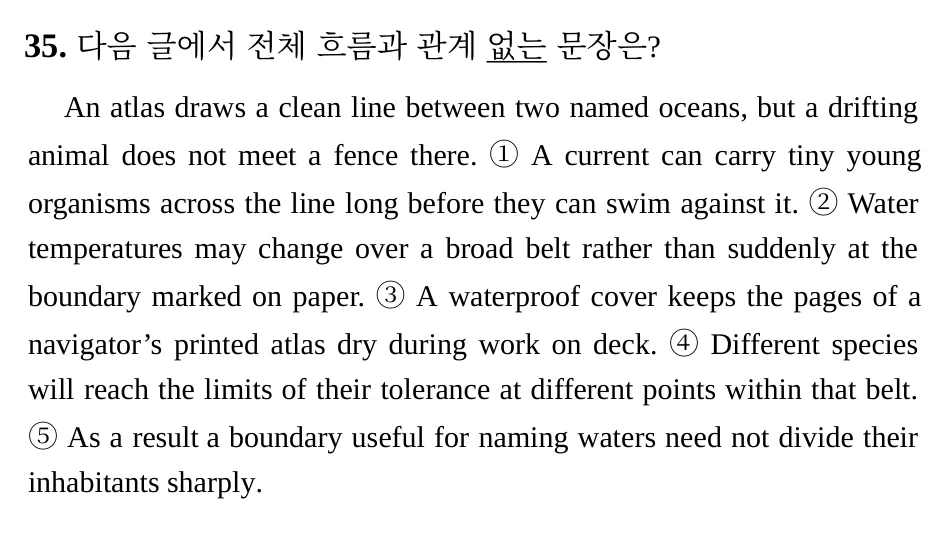 35. 다음 글에서 전체 흐름과 관계 없는 문장은?
An atlas draws a clean line between two named oceans, but a drifting
animal does not meet a fence there. ① A current can carry tiny young
organisms across the line long before they can swim against it. ② Water
temperatures may change over a broad belt rather than suddenly at the
boundary marked on paper. ③ A waterproof cover keeps the pages of a
navigator’s printed atlas dry during work on deck. ④ Different species
will reach the limits of their tolerance at different points within that belt.
⑤ As a result a boundary useful for naming waters need not divide their
inhabitants sharply.